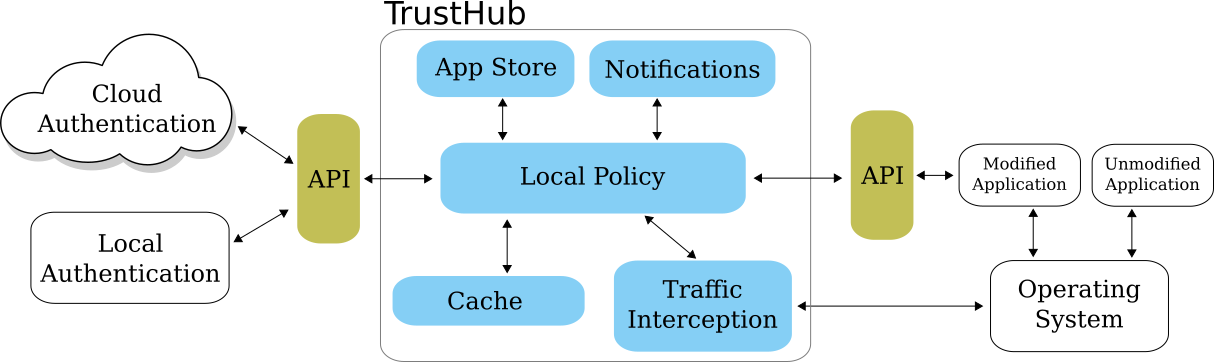 TrustHub
Cloud
Authentication
Local
Authentication
API
App Store
Notifications
Local Policy
Cache
Traffic
Interception
API
Modified
Application
Unmodified
Application
Operating
System